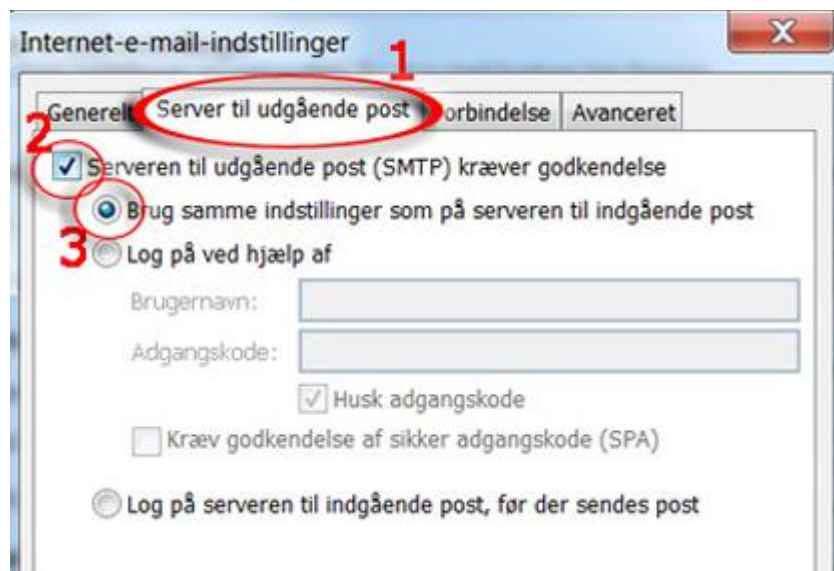 Internet-e-mail-indstillinger
1
Generelt Server til udgående post Forbindelse Avanceret
2
Serveren til udgående post (SMTP) kræver godkendelse
Brug samme indstillinger som på serveren til indgående post
3
Log på ved hjælp af
Brugernavn:
Adgangskode:
Husk adgangskode
Kræv godkendelse af sikker adgangskode (SPA)
Log på serveren til indgående post, før der sendes post